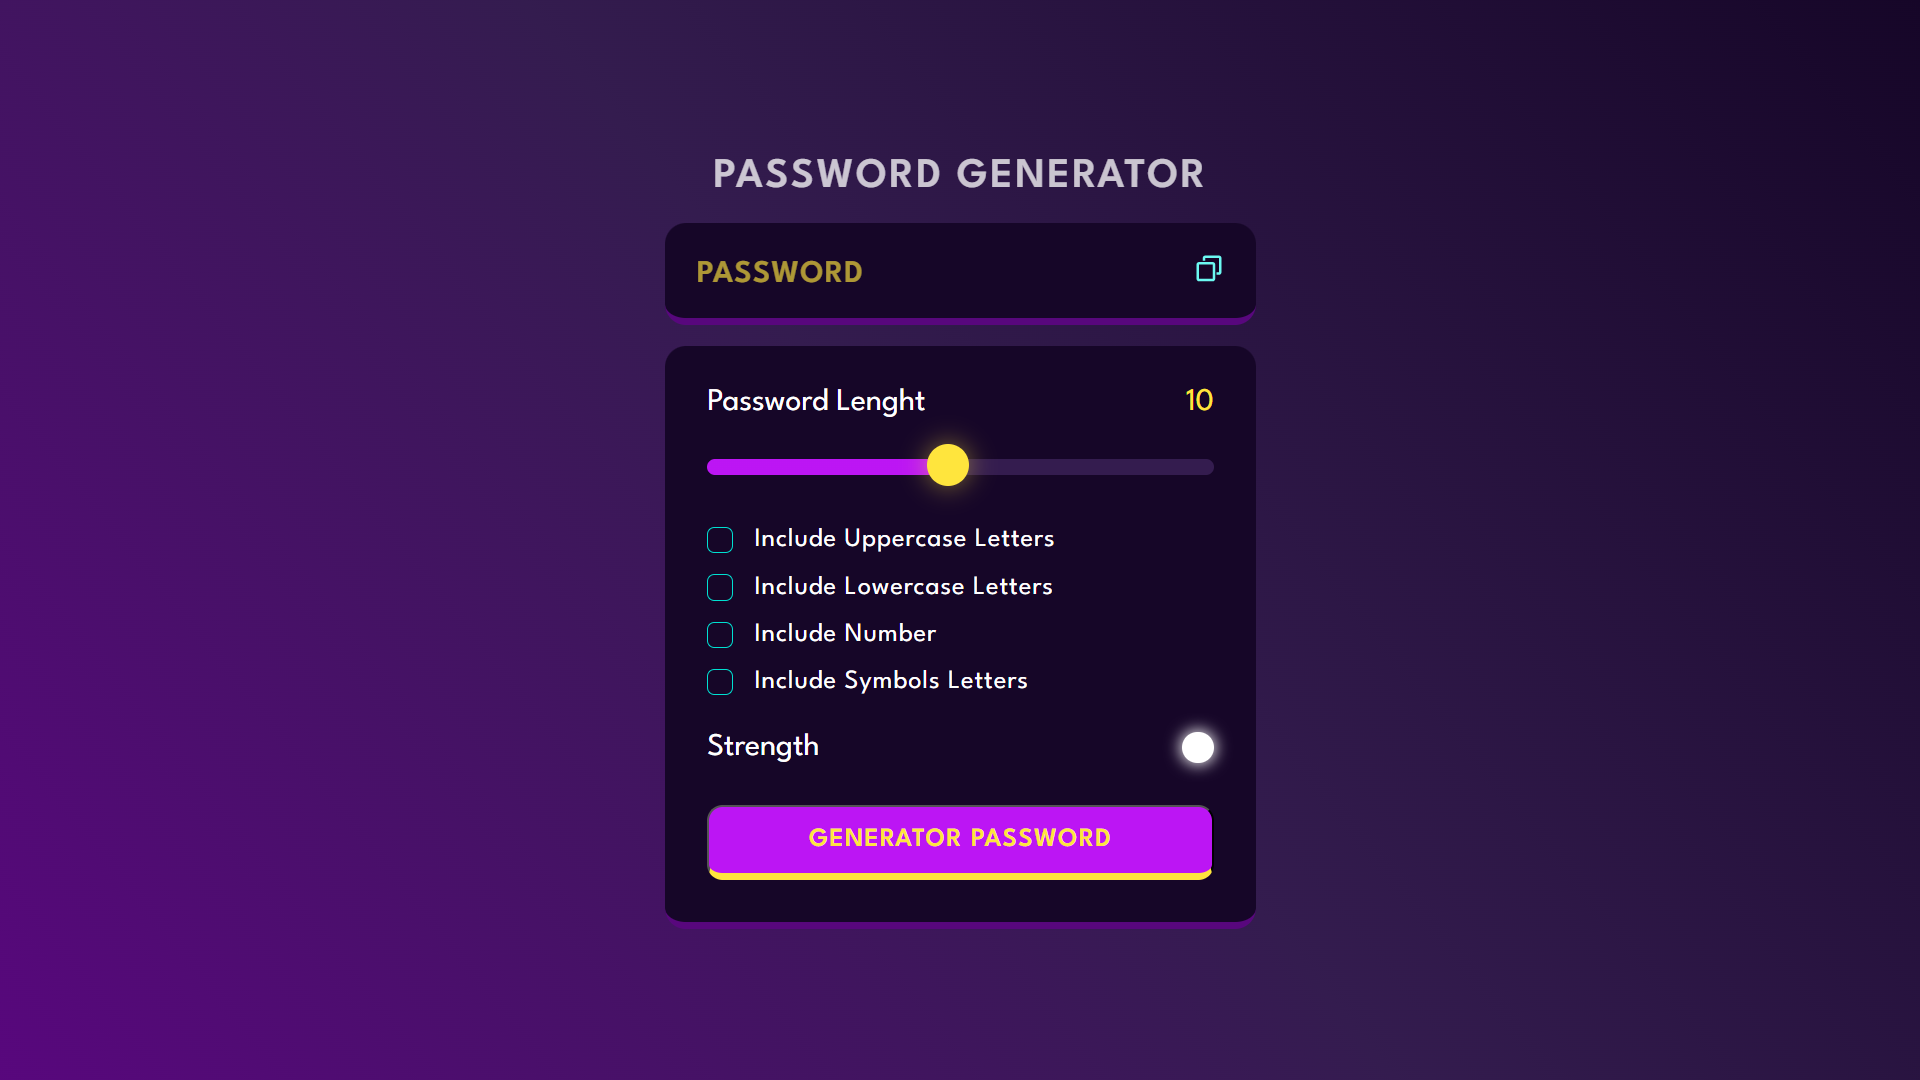 PASSWORD GENERATOR
PASSWORD
Password Lenght 10
Include Uppercase Letters
Include Lowercase Letters
Include Number
Include Symbols Letters
Strength
GENERATOR PASSWORD